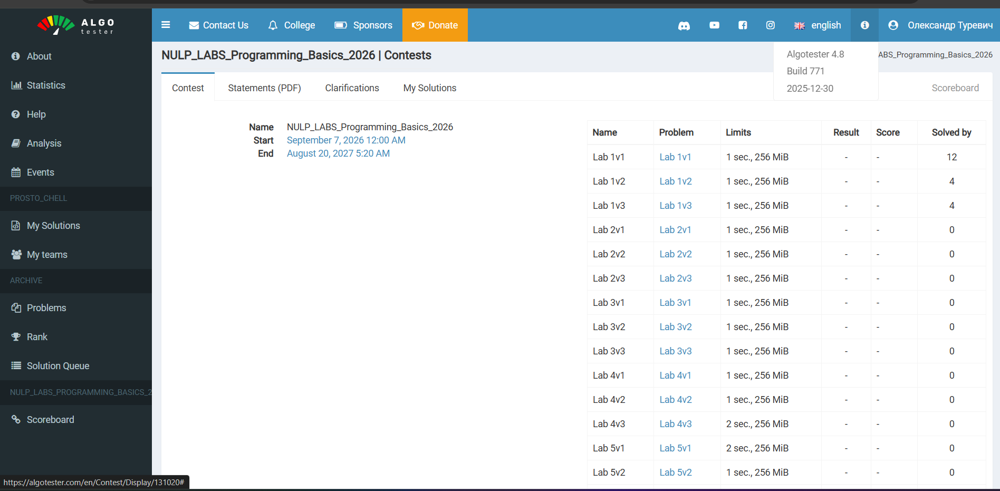 ALGO
tester
Contact Us
College
Sponsors
Donate
english
Олександр Туревич
About
Statistics
Help
Analysis
Events
PROSTO_CHELL
My Solutions
My teams
ARCHIVE
Problems
Rank
Solution Queue
NULP_LABS_PROGRAMMING_BASICS_2
Scoreboard
NULP_LABS_Programming_Basics_2026 | Contests
Algotester 4.8
Build 771
2025-12-30
ABS_Programming_Basics_2026
Contest
Statements (PDF)
Clarifications
My Solutions
Scoreboard
Name NULP_LABS_Programming_Basics_2026
Start September 7, 2026 12:00 AM
End August 20, 2027 5:20 AM
Name Problem Limits Result Score Solved by
Lab 1v1 Lab 1v1 1 sec., 256 MiB - - 12
Lab 1v2 Lab 1v2 1 sec., 256 MiB - - 4
Lab 1v3 Lab 1v3 1 sec., 256 MiB - - 4
Lab 2v1 Lab 2v1 1 sec., 256 MiB - - 0
Lab 2v2 Lab 2v2 1 sec., 256 MiB - - 0
Lab 2v3 Lab 2v3 1 sec., 256 MiB - - 0
Lab 3v1 Lab 3v1 1 sec., 256 MiB - - 0
Lab 3v2 Lab 3v2 1 sec., 256 MiB - - 0
Lab 3v3 Lab 3v3 1 sec., 256 MiB - - 0
Lab 4v1 Lab 4v1 1 sec., 256 MiB - - 0
Lab 4v2 Lab 4v2 1 sec., 256 MiB - - 0
Lab 4v3 Lab 4v3 2 sec., 256 MiB - - 0
Lab 5v1 Lab 5v1 2 sec., 256 MiB - - 0
Lab 5v2 Lab 5v2 1 sec., 256 MiB - - 0
https://algotester.com/en/Contest/Display/131020#